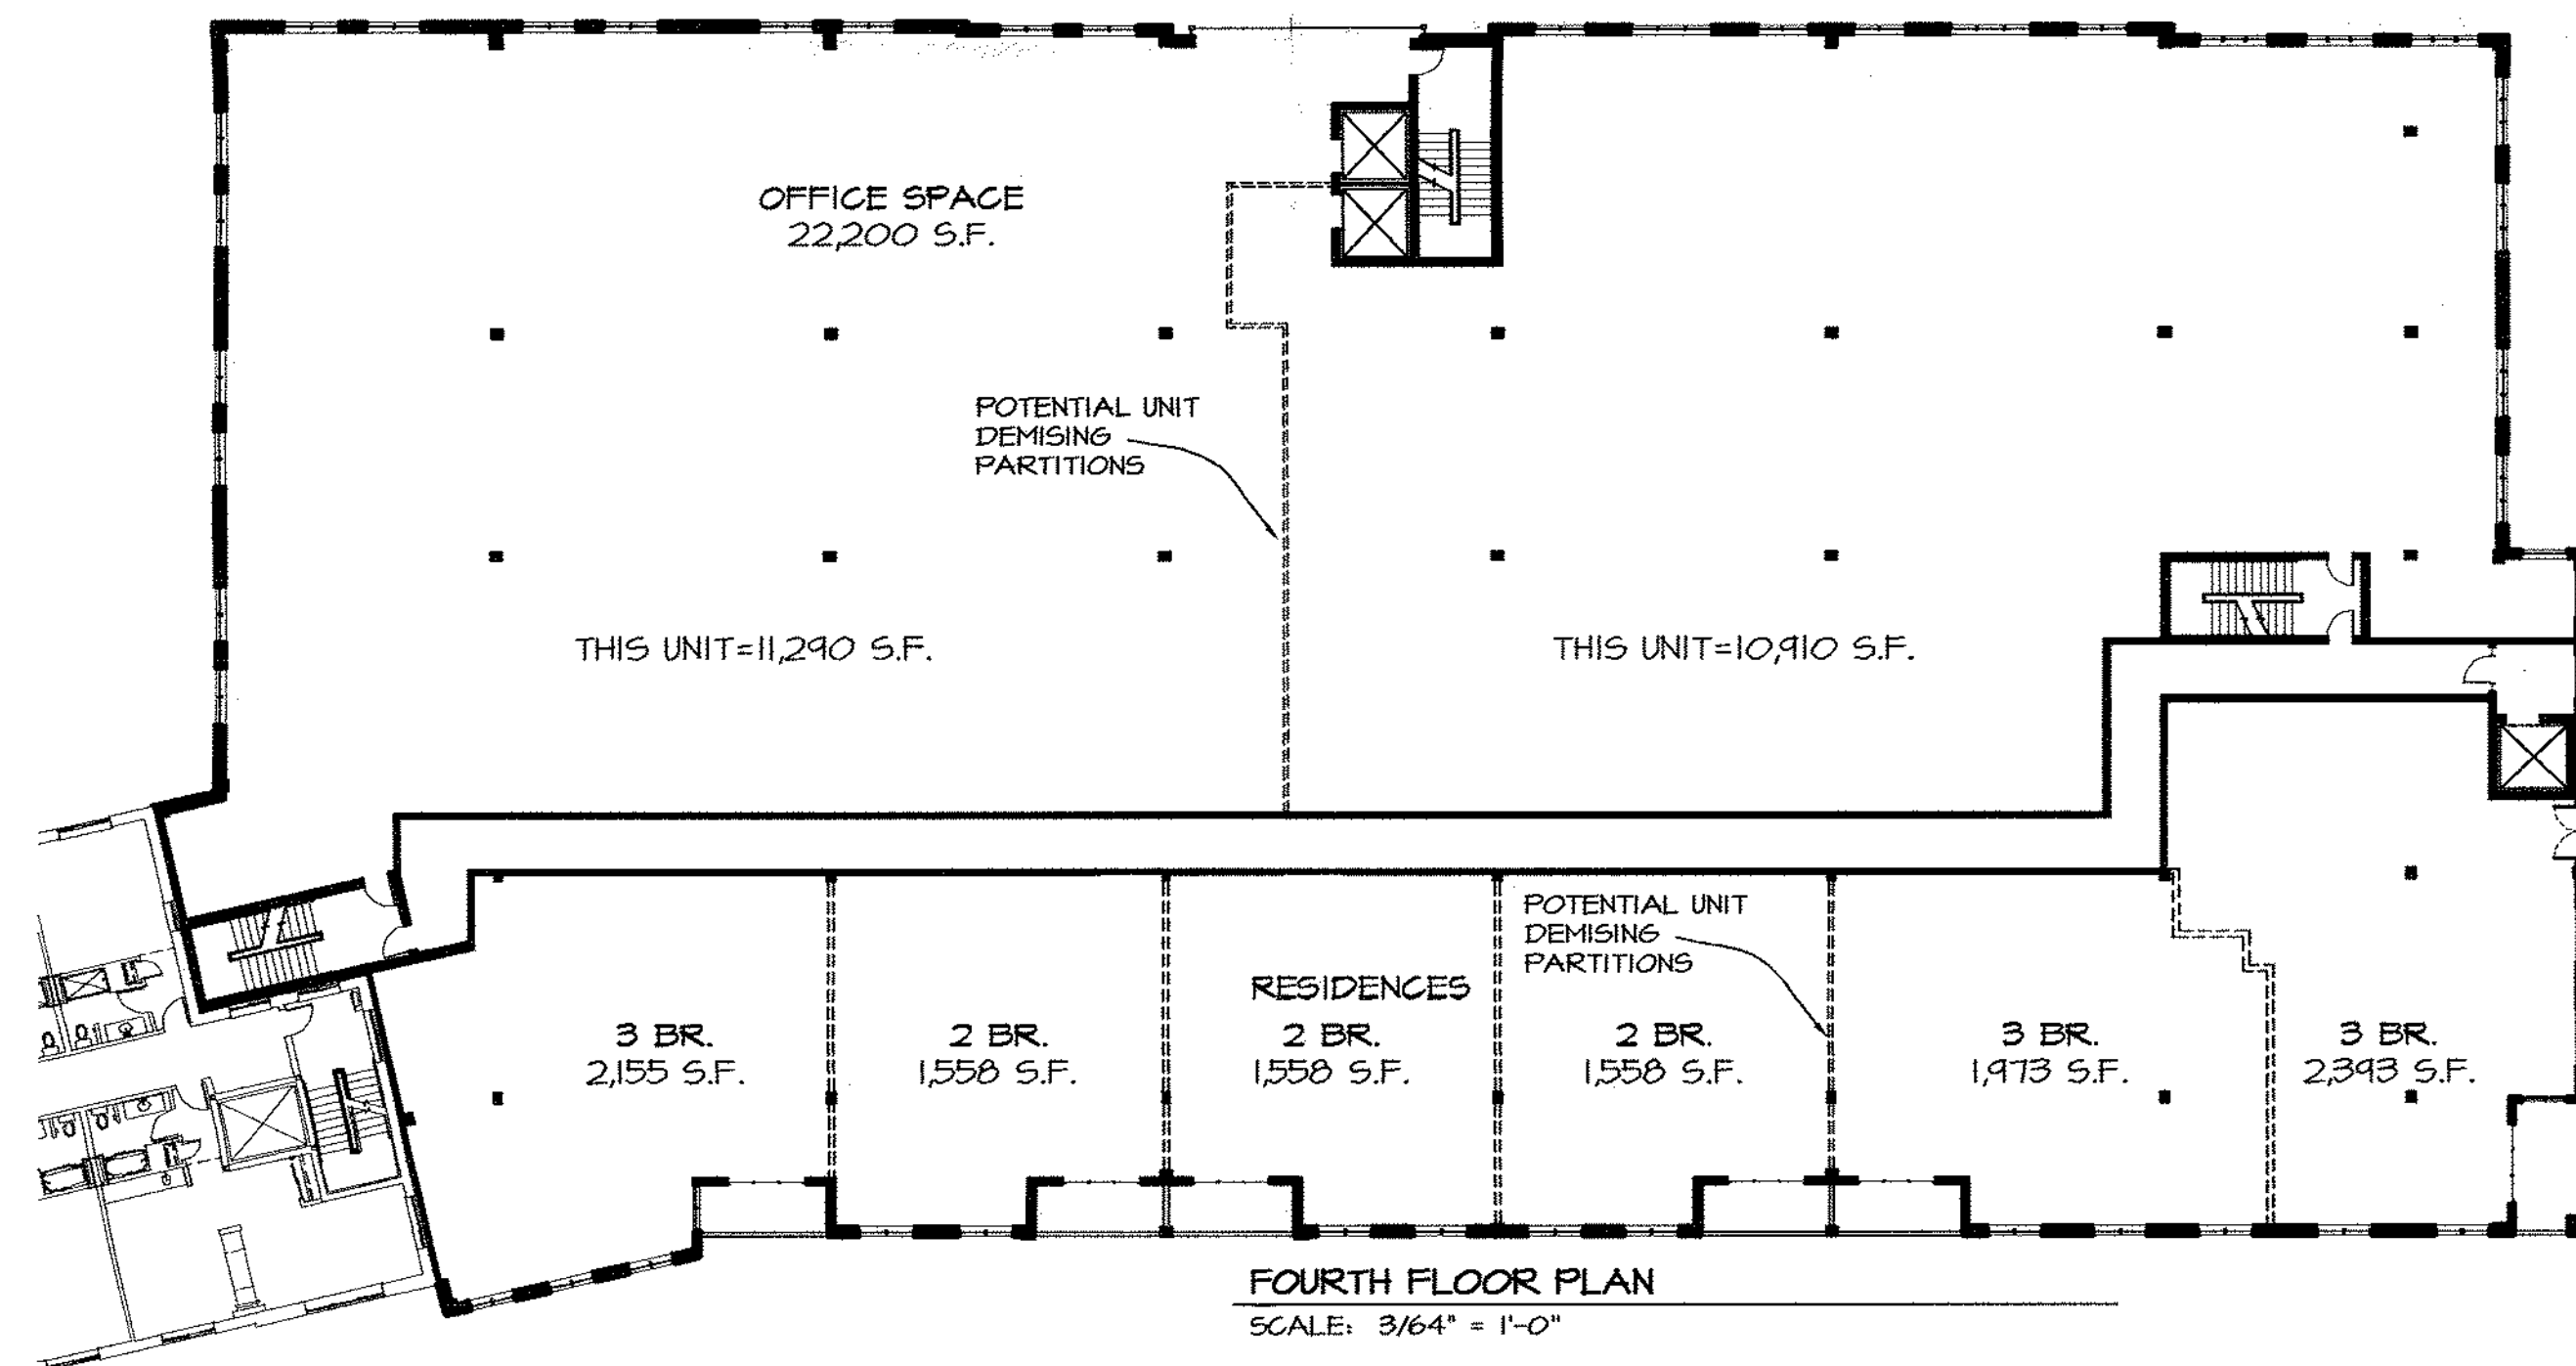 OFFICE SPACE
22,200 S.F.
POTENTIAL UNIT
DEMISING
PARTITIONS
THIS UNIT=11,290 S.F.
THIS UNIT=10,910 S.F.
POTENTIAL UNIT
DEMISING
PARTITIONS
RESIDENCES
3 BR.
2,155 S.F.
2 BR.
1,558 S.F.
2 BR.
1,558 S.F.
2 BR.
1,558 S.F.
3 BR.
1,973 S.F.
3 BR.
2,393 S.F.
FOURTH FLOOR PLAN
SCALE: 3/64" = 1'-0"